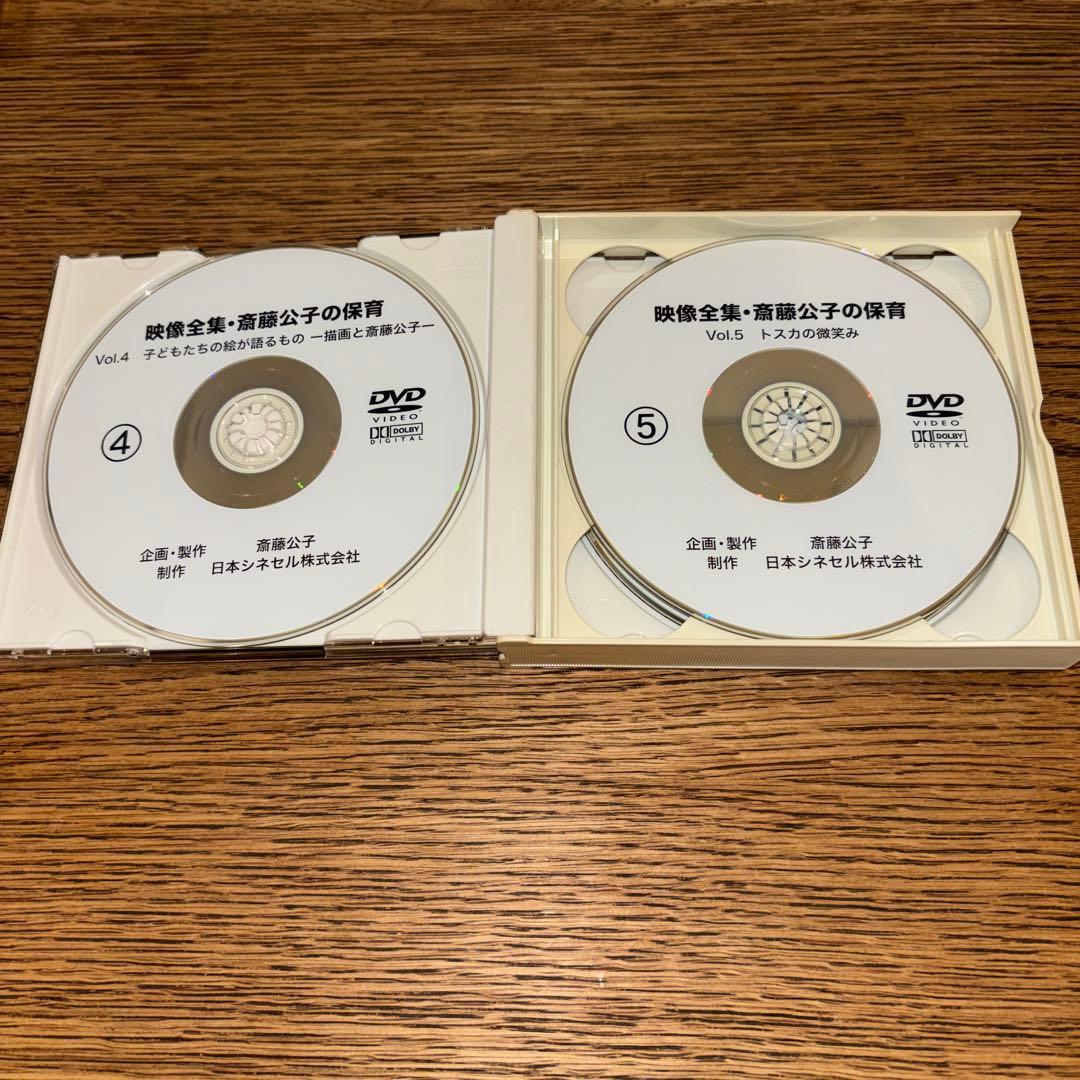 映像全集・斎藤公子の保育
Vol.4 子どもたちの絵が語るもの ー描画と斎藤公子ー
④
DVD
VIDEO
DOLBY
DIGITAL
企画・製作 斎藤公子
制作 日本シネセル株式会社
映像全集・斎藤公子の保育
Vol.5 トスカの微笑み
⑤
DVD
VIDEO
DOLBY
DIGITAL
企画・製作 斎藤公子
制作 日本シネセル株式会社